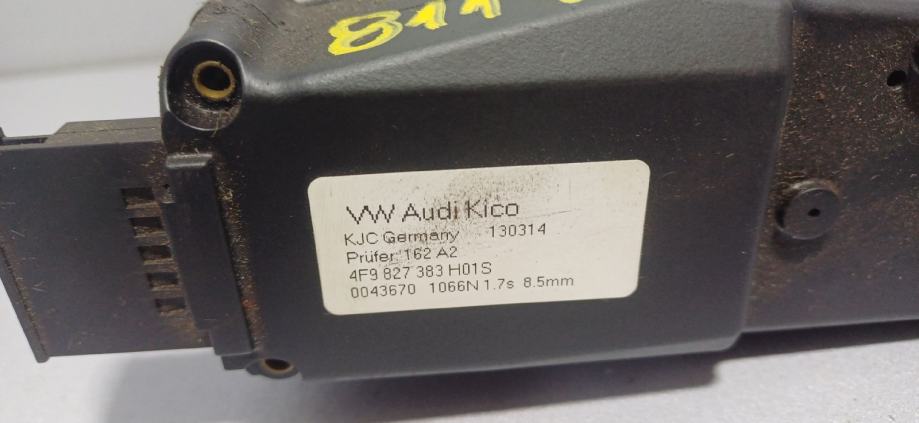 811
VW Audi Kico
KJC Germany 130314
Prüfer 162 A2
4F9 827 383 H01S
0043670 1066N 1.7s 8.5mm